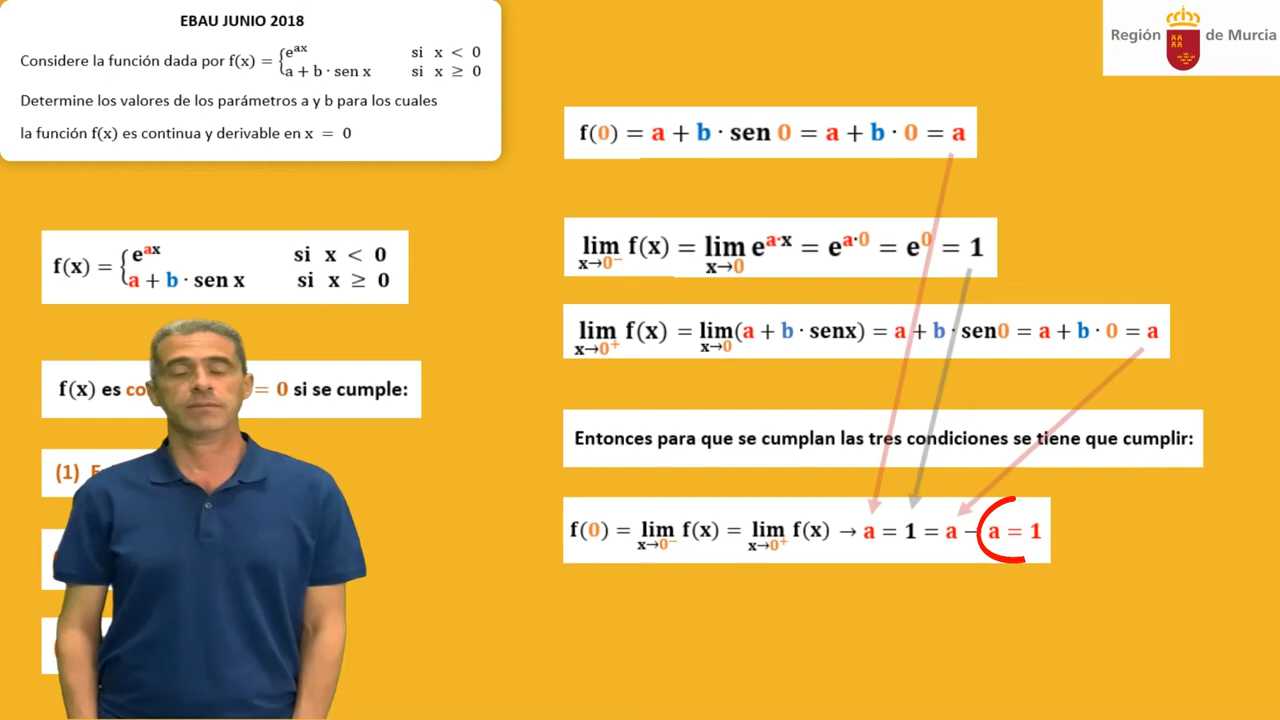 EBAU JUNIO 2018
Considere la función dada por f(x) = {e^ax si x < 0
a + b · sen x si x ≥ 0
Determine los valores de los parámetros a y b para los cuales
la función f(x) es continua y derivable en x = 0
Región de Murcia
f(x) = {e^ax si x < 0
a + b · sen x si x ≥ 0
f(x) es = 0 si se cumple:
(1)
f(0) = a + b · sen 0 = a + b · 0 = a
lim x→0⁻ f(x) = lim x→0 e^a·x = e^a·0 = e^0 = 1
lim x→0⁺ f(x) = lim x→0 (a + b · senx) = a + b · sen0 = a + b · 0 = a
Entonces para que se cumplan las tres condiciones se tiene que cumplir:
f(0) = lim x→0⁻ f(x) = lim x→0⁺ f(x) → a = 1 = a → a = 1